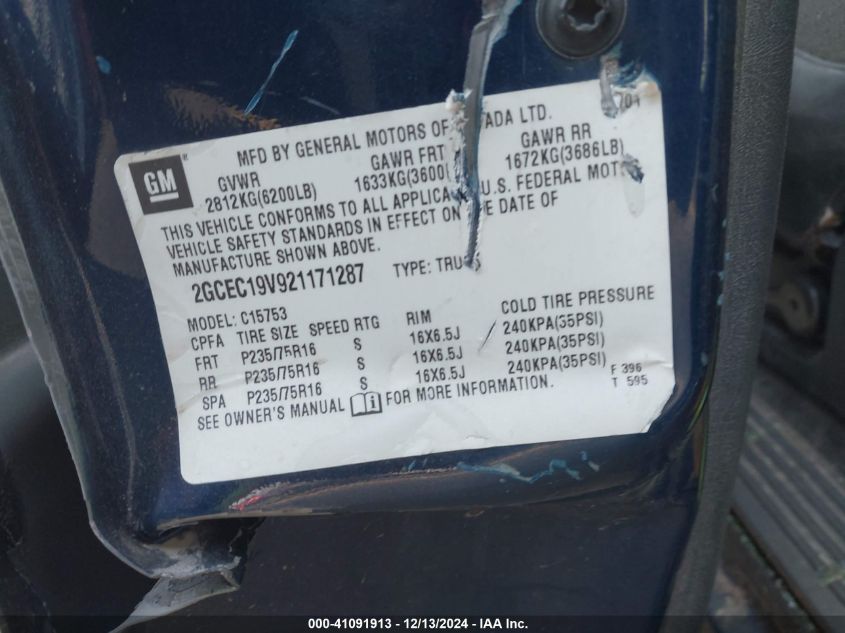 MFD BY GENERAL MOTORS OF ADA LTD.
GM
GVWR GAWR FRT GAWR RR
2812KG(6200LB) 1633KG(3600 1672KG(3686LB)
THIS VEHICLE CONFORMS TO ALL APPLICA U.S. FEDERAL MOTO
VEHICLE SAFETY STANDARDS IN EFFECT ON THE DATE OF
MANUFACTURE SHOWN ABOVE.
2GCEC19V921171287 TYPE: TRU
MODEL: C15753
CPFA TIRE SIZE SPEED RTG RIM COLD TIRE PRESSURE
FRT P235/75R16 S 16X6.5J 240KPA(35PSI)
RR P235/75R16 S 16X6.5J 240KPA(35PSI)
SPA P235/75R16 S 16X6.5J 240KPA(35PSI)
SEE OWNER'S MANUAL FOR MORE INFORMATION.
F 396
T 595
000-41091913 - 12/13/2024 - IAA Inc.